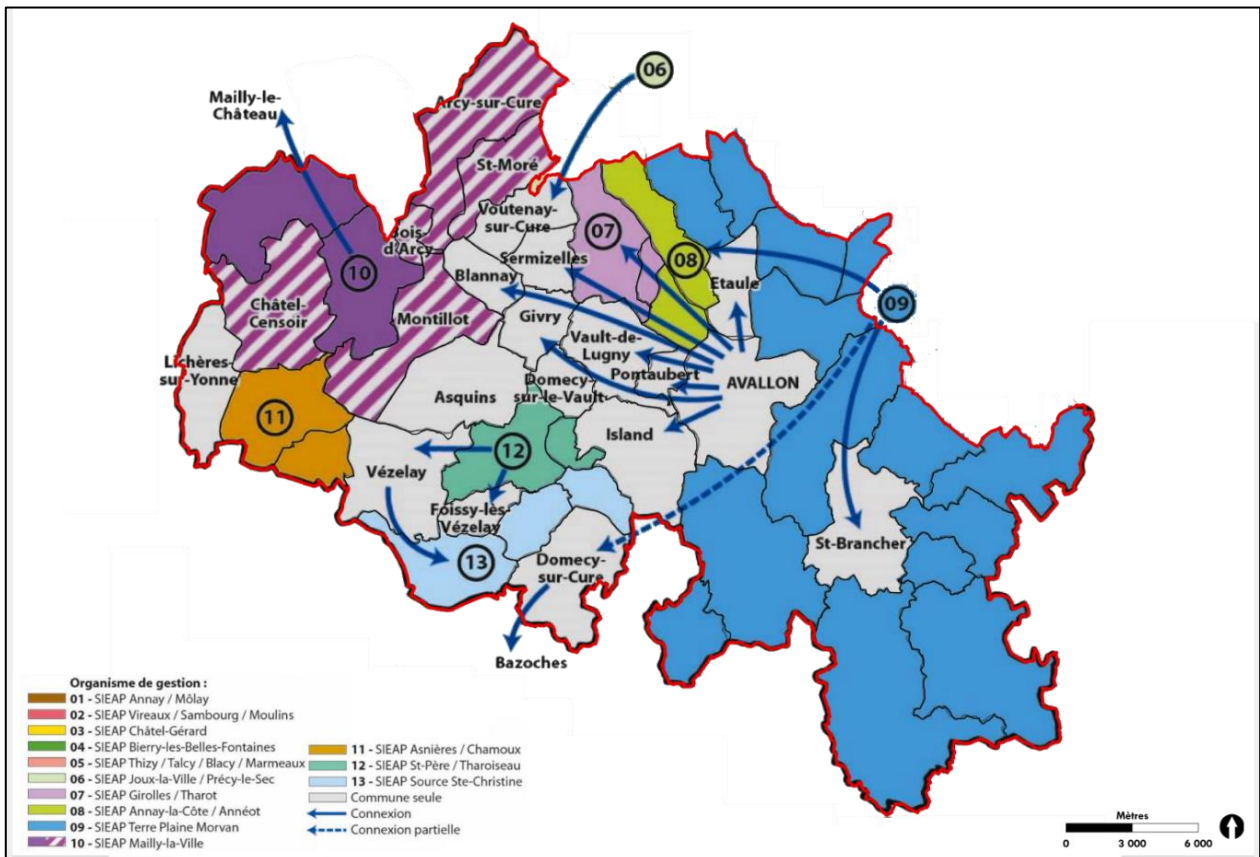 06
Mailly-le-
Château
Arcy-sur-Cure
St-Moré
Voutenay-
sur-Cure
07
Bois-
d'Arcy
Sermizelles
08
10
Blannay
Etaule
09
Châtel-
Censoir
Montillot
Givry
Vault-de-
Lugny
Lichères-
sur-Yonne
Pontaubert
AVALLON
Domecy-
sur-le-Vault
Asquins
11
Island
12
Vézelay
Foissy-lès-
Vézelay
St-Brancher
13
Domecy-
sur-Cure
Bazoches
Organisme de gestion :
01 - SIEAP Annay / Môlay
02 - SIEAP Vireaux / Sambourg / Moulins
03 - SIEAP Châtel-Gérard
04 - SIEAP Bierry-les-Belles-Fontaines
05 - SIEAP Thizy / Talcy / Blacy / Marmeaux
06 - SIEAP Joux-la-Ville / Précy-le-Sec
07 - SIEAP Girolles / Tharot
08 - SIEAP Annay-la-Côte / Annéot
09 - SIEAP Terre Plaine Morvan
10 - SIEAP Mailly-la-Ville
11 - SIEAP Asnières / Chamoux
12 - SIEAP St-Père / Tharoiseau
13 - SIEAP Source Ste-Christine
Commune seule
Connexion
Connexion partielle
Mètres
0 3 000 6 000